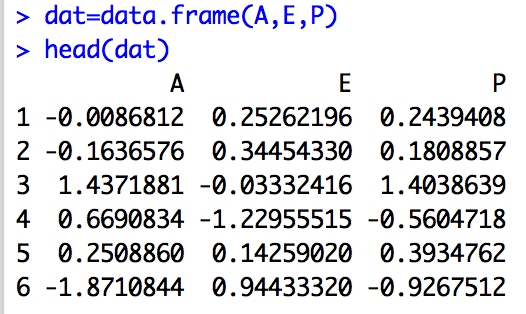 > dat=data.frame(A,E,P)
> head(dat)
A E P
1 -0.0086812 0.25262196 0.2439408
2 -0.1636576 0.34454330 0.1808857
3 1.4371881 -0.03332416 1.4038639
4 0.6690834 -1.22955515 -0.5604718
5 0.2508860 0.14259020 0.3934762
6 -1.8710844 0.94433320 -0.9267512